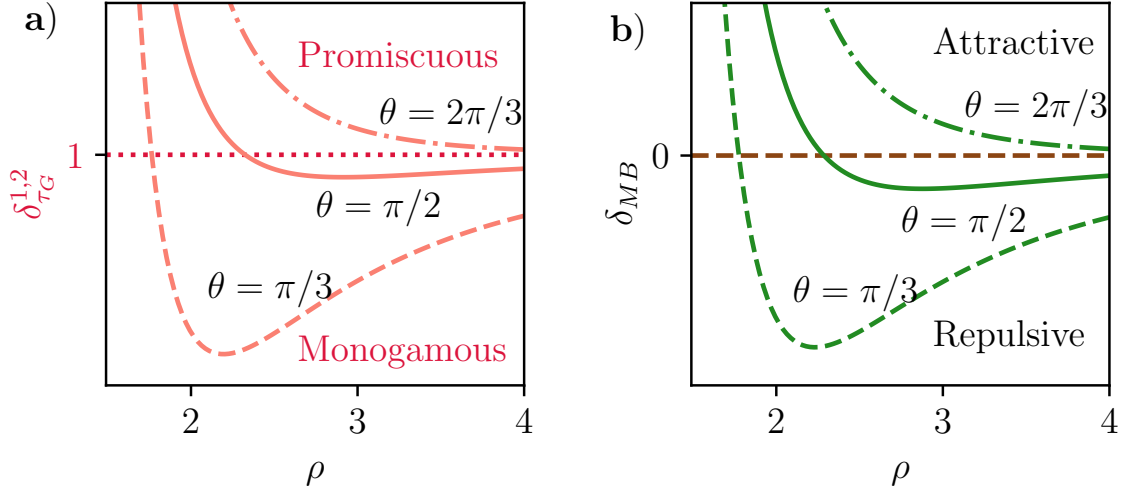 a)
Promiscuous
θ = 2π/3
1
δ^{1,2}_{τ_G}
θ = π/2
θ = π/3
Monogamous
2
3
4
ρ
b)
Attractive
θ = 2π/3
0
δ_{MB}
θ = π/2
θ = π/3
Repulsive
2
3
4
ρ